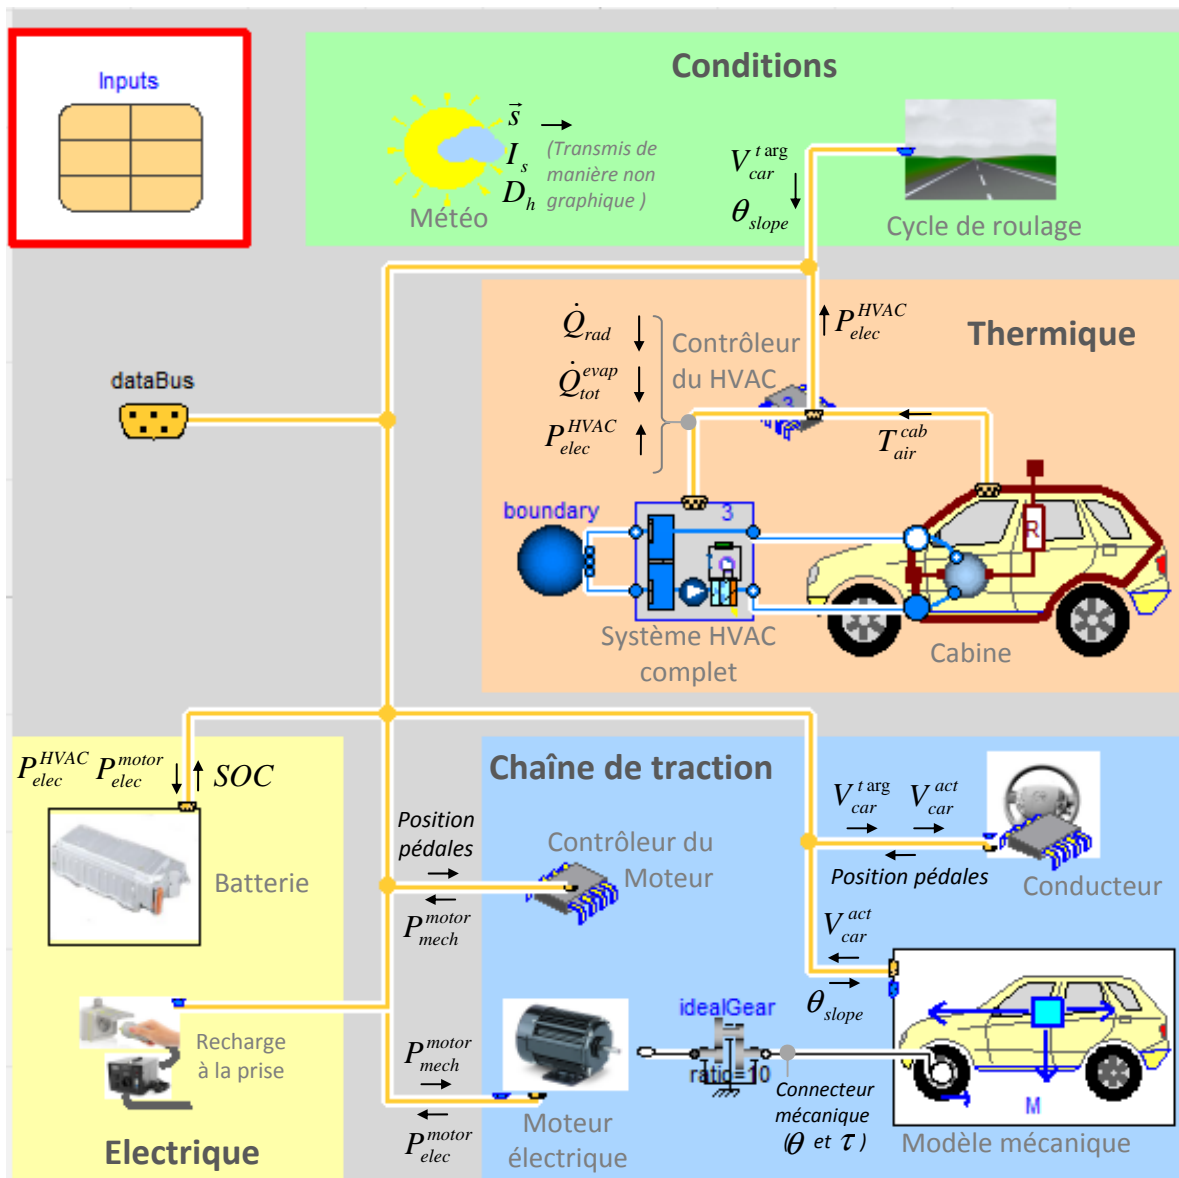 Inputs
Conditions
s⃗
I_s
D_h
(Transmis de
manière non
graphique )
Météo
V_car^targ
θ_slope
Cycle de roulage
Thermique
Q̇_rad
Q̇_tot^evap
P_elec^HVAC
Contrôleur
du HVAC
P_elec^HVAC
3
T_air^cab
dataBus
boundary
3
R
Système HVAC
complet
Cabine
Electrique
P_elec^HVAC P_elec^motor SOC
Batterie
Recharge
à la prise
Chaîne de traction
Position
pédales
P_mech^motor
Contrôleur du
Moteur
V_car^targ V_car^act
Position pédales
Conducteur
V_car^act
θ_slope
P_mech^motor
P_elec^motor
Moteur
électrique
idealGear
ratio=10
Connecteur
mécanique
(θ et τ )
M
Modèle mécanique